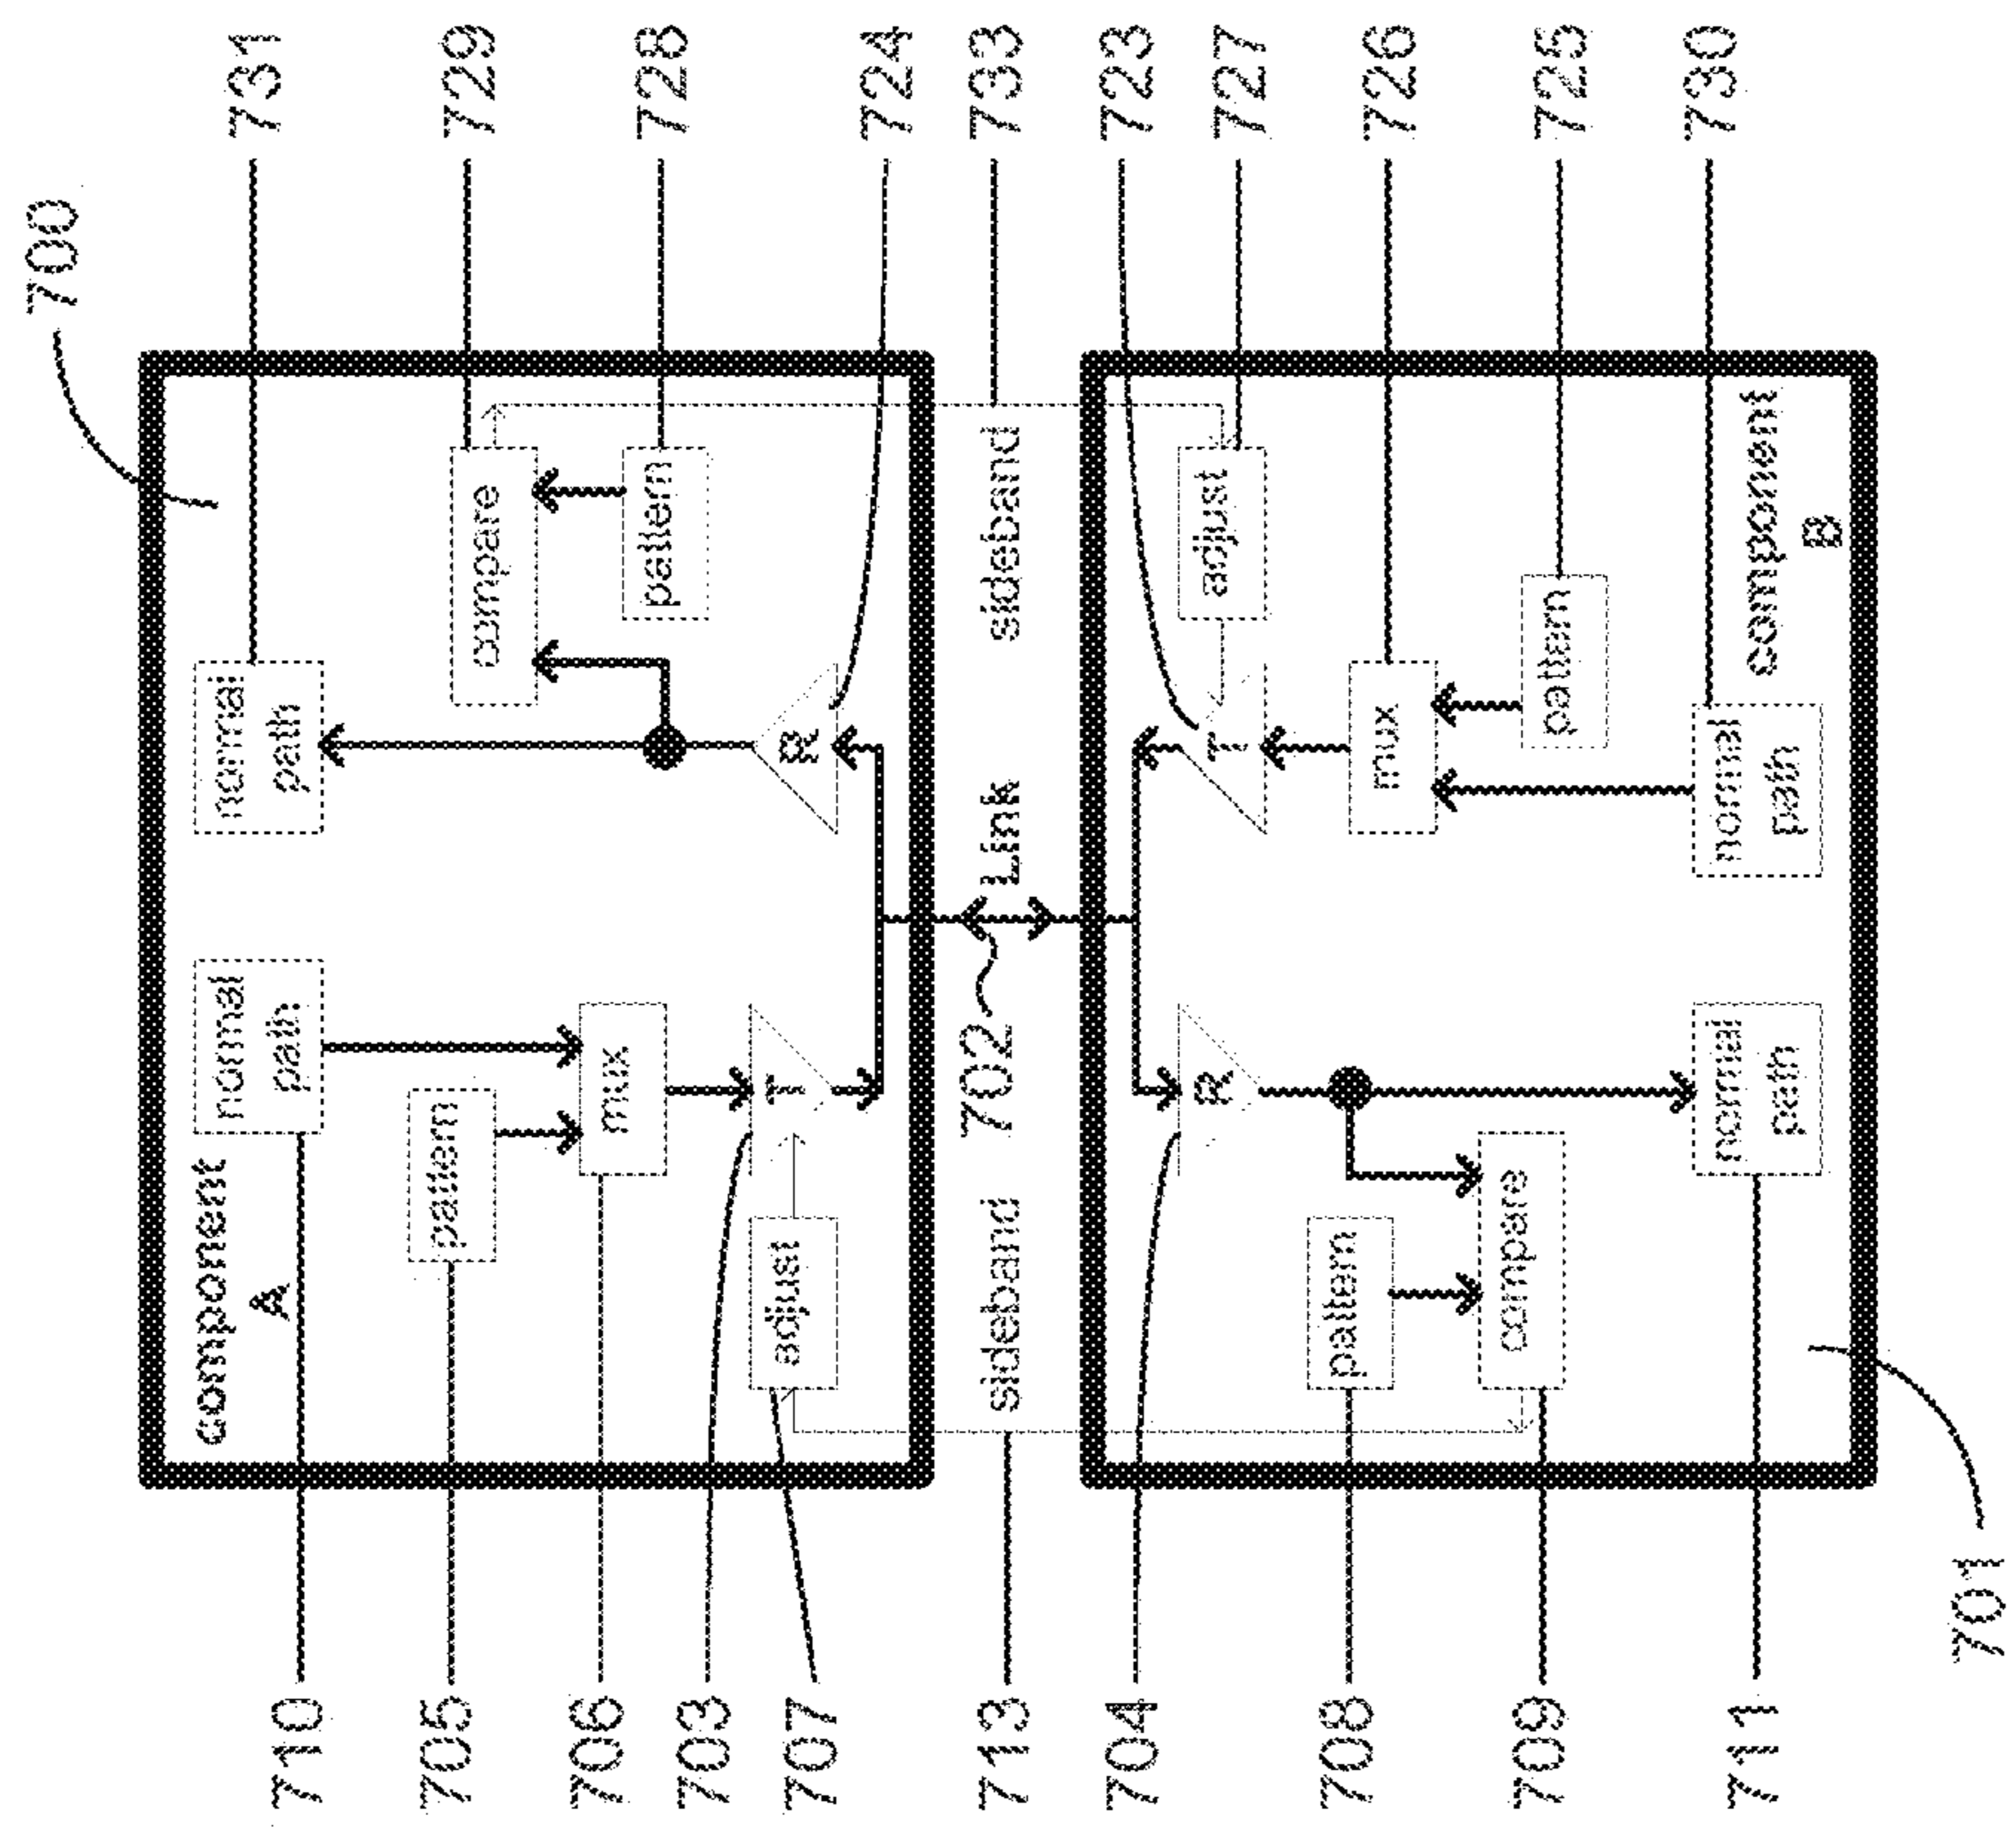 700
731
729
728
724
733
723
727
726
725
730
normal
path
compare
pattern
R
component
A
normal
path
pattern
mux
T
adjust
sideband
Link
702
sideband
adjust
T
mux
pattern
normal
path
component
B
R
pattern
compare
normal
path
710
705
706
703
707
713
704
708
709
711
701